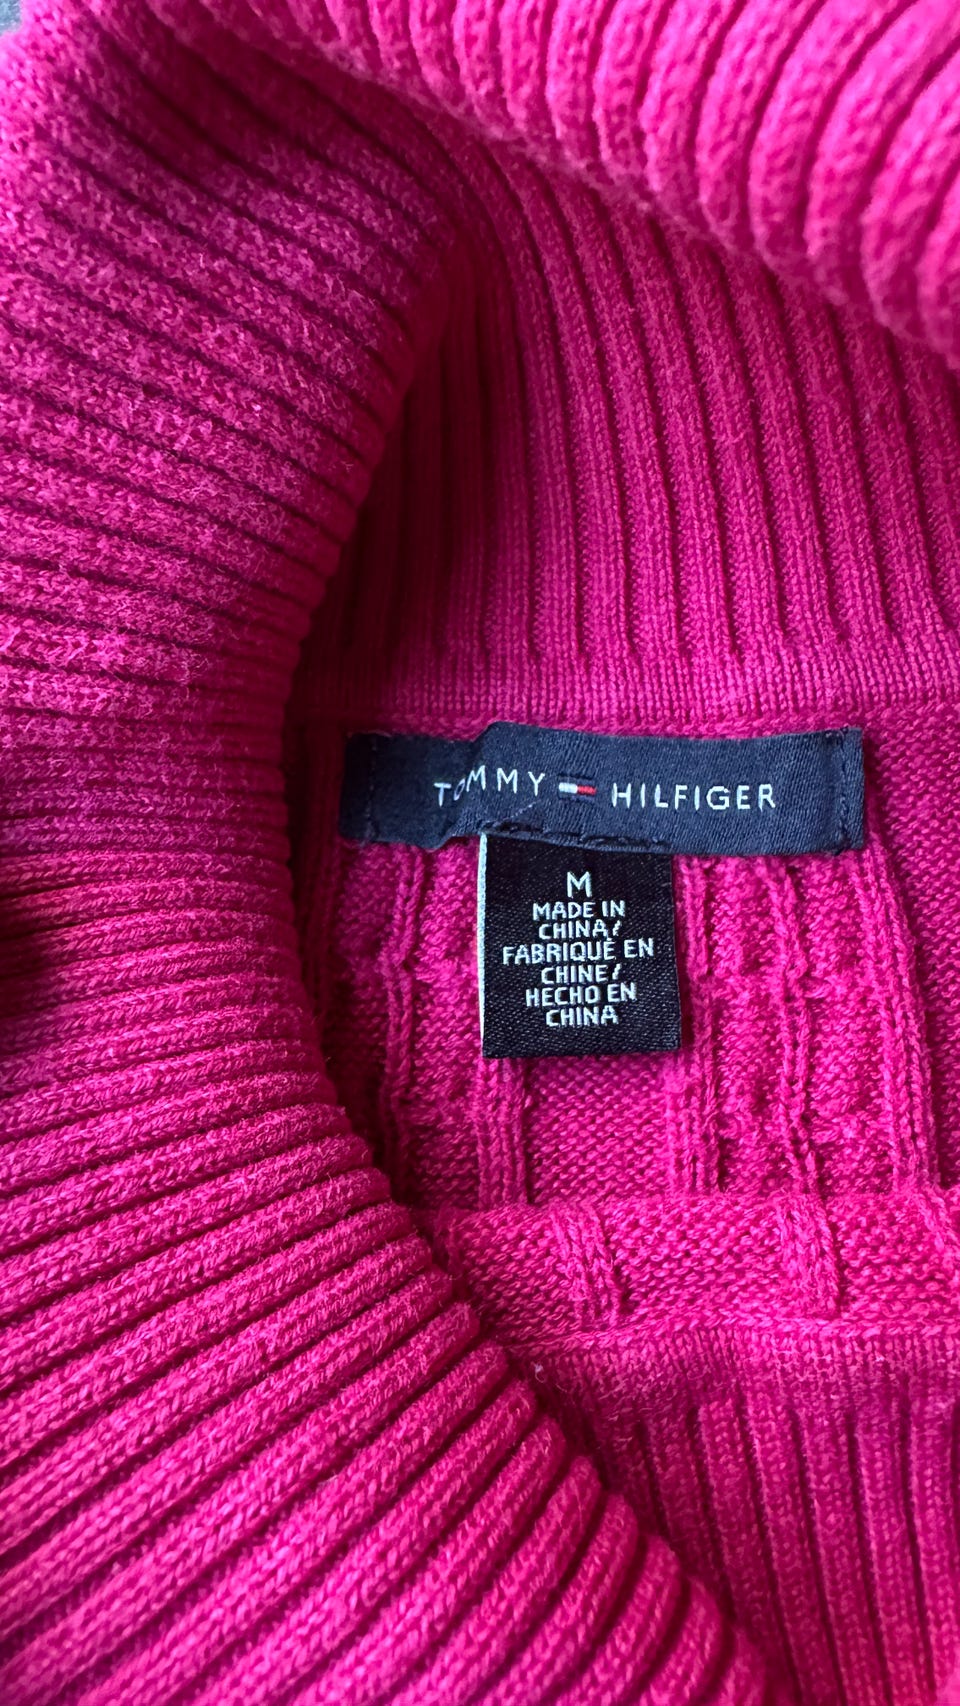 TOMMY HILFIGER
M
MADE IN
CHINA/
FABRIQUÉ EN
CHINE/
HECHO EN
CHINA